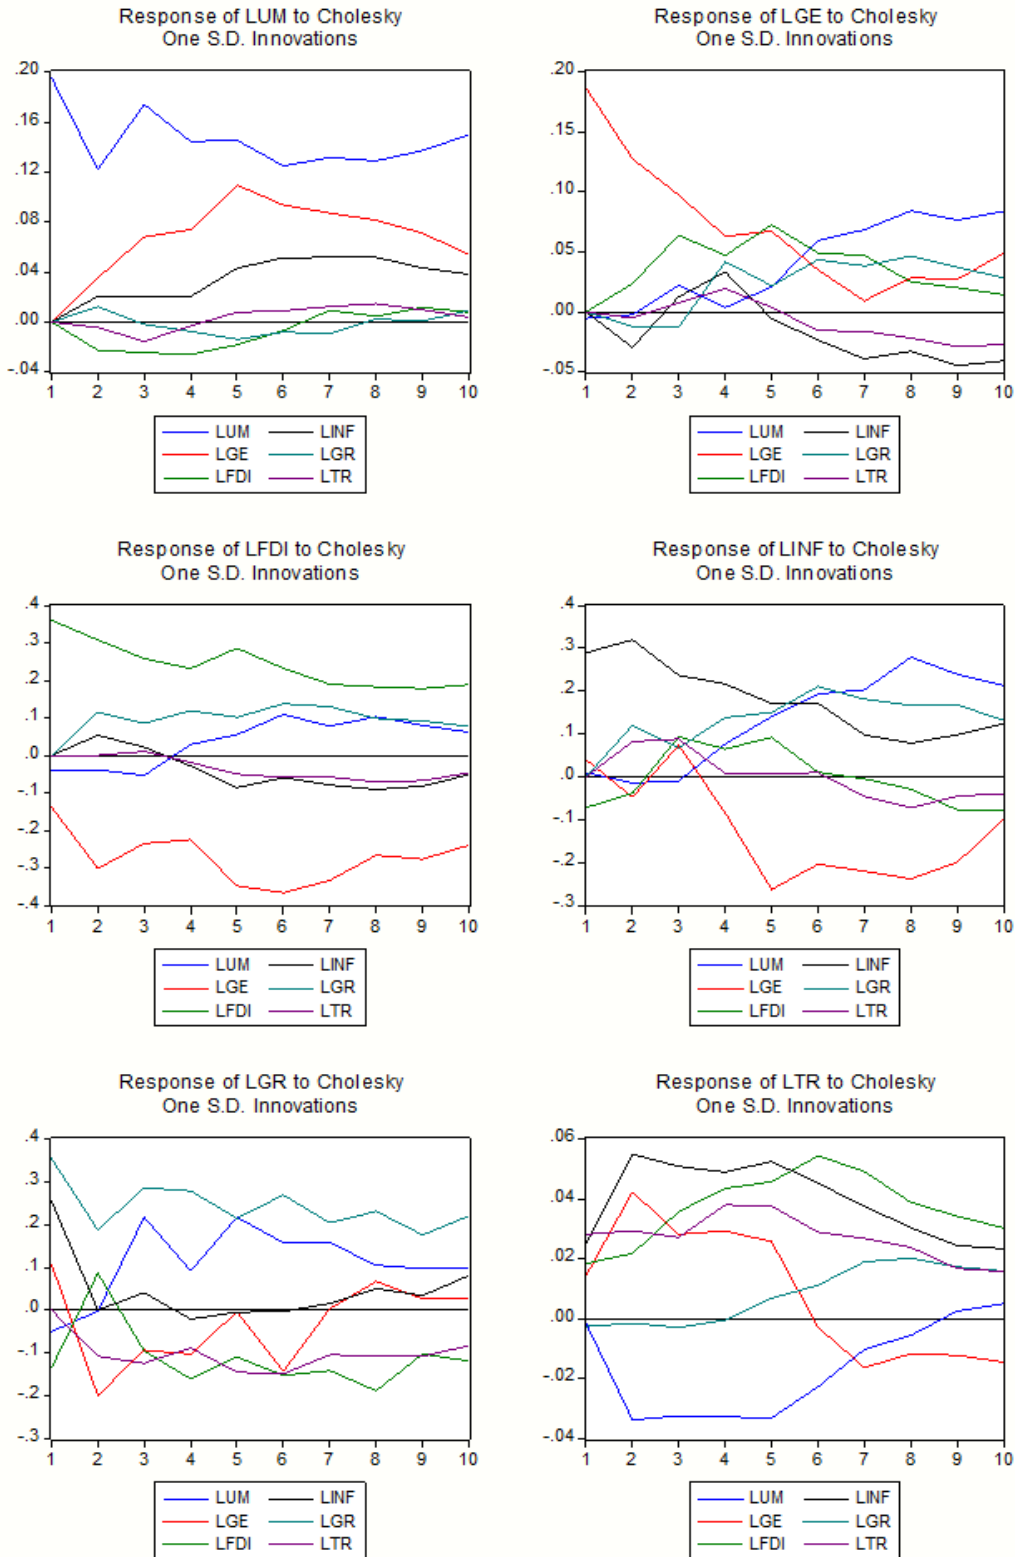 Response of LUM to Cholesky
One S.D. Innovations
.20
.16
.12
.08
.04
.00
-.04
1 2 3 4 5 6 7 8 9 10
LUM LINF
LGE LGR
LFDI LTR
Response of LGE to Cholesky
One S.D. Innovations
.20
.15
.10
.05
.00
-.05
1 2 3 4 5 6 7 8 9 10
LUM LINF
LGE LGR
LFDI LTR
Response of LFDI to Cholesky
One S.D. Innovations
.4
.3
.2
.1
.0
-.1
-.2
-.3
-.4
1 2 3 4 5 6 7 8 9 10
LUM LINF
LGE LGR
LFDI LTR
Response of LINF to Cholesky
One S.D. Innovations
.4
.3
.2
.1
.0
-.1
-.2
-.3
1 2 3 4 5 6 7 8 9 10
LUM LINF
LGE LGR
LFDI LTR
Response of LGR to Cholesky
One S.D. Innovations
.4
.3
.2
.1
.0
-.1
-.2
-.3
1 2 3 4 5 6 7 8 9 10
LUM LINF
LGE LGR
LFDI LTR
Response of LTR to Cholesky
One S.D. Innovations
.06
.04
.02
.00
-.02
-.04
1 2 3 4 5 6 7 8 9 10
LUM LINF
LGE LGR
LFDI LTR